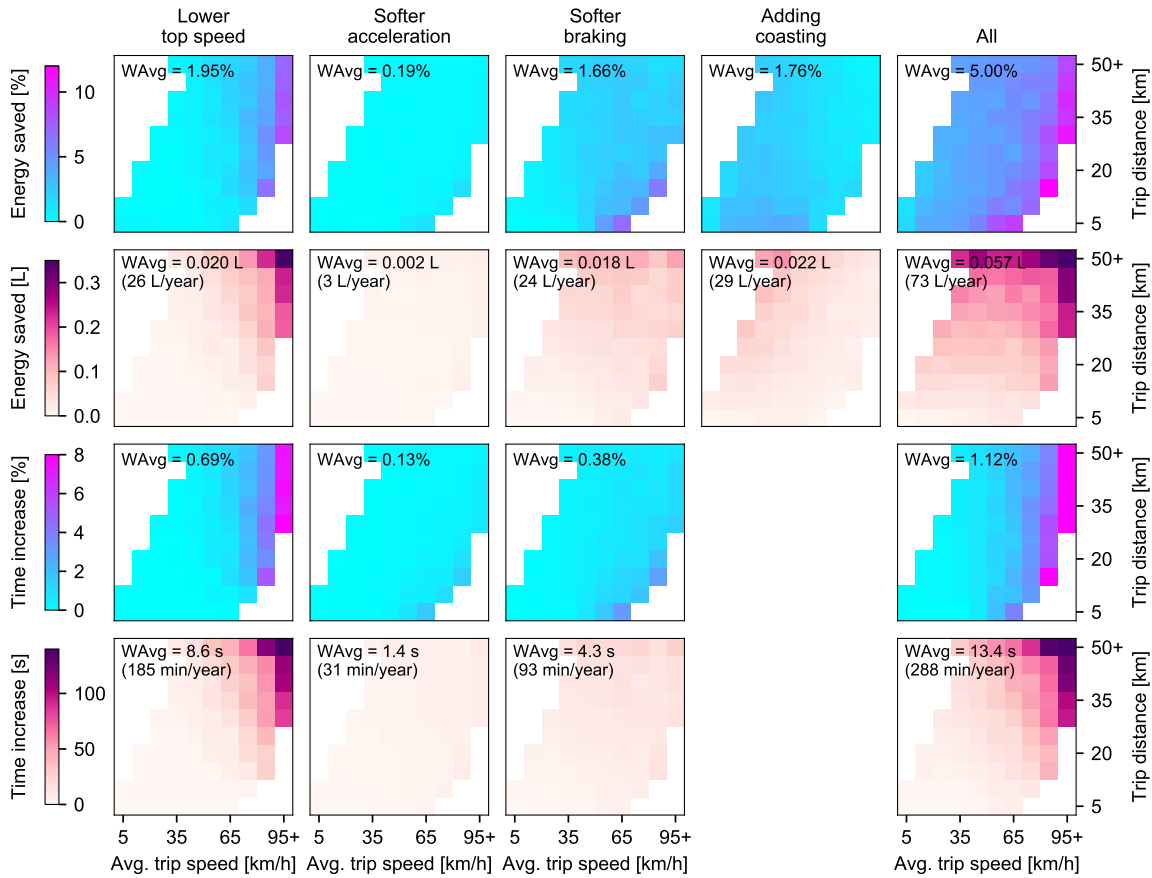 Lower
top speed
Softer
acceleration
Softer
braking
Adding
coasting
All
Energy saved [%]
10
5
0
WAvg = 1.95%
WAvg = 0.19%
WAvg = 1.66%
WAvg = 1.76%
WAvg = 5.00%
50+
35
20
5
Trip distance [km]
Energy saved [L]
0.3
0.2
0.1
0.0
WAvg = 0.020 L
(26 L/year)
WAvg = 0.002 L
(3 L/year)
WAvg = 0.018 L
(24 L/year)
WAvg = 0.022 L
(29 L/year)
WAvg = 0.057 L
(73 L/year)
50+
35
20
5
Trip distance [km]
Time increase [%]
8
6
4
2
0
WAvg = 0.69%
WAvg = 0.13%
WAvg = 0.38%
WAvg = 1.12%
50+
35
20
5
Trip distance [km]
Time increase [s]
100
50
0
WAvg = 8.6 s
(185 min/year)
WAvg = 1.4 s
(31 min/year)
WAvg = 4.3 s
(93 min/year)
WAvg = 13.4 s
(288 min/year)
50+
35
20
5
Trip distance [km]
5 35 65 95+
5 35 65 95+
5 35 65 95+
5 35 65 95+
Avg. trip speed [km/h]
Avg. trip speed [km/h]
Avg. trip speed [km/h]
Avg. trip speed [km/h]